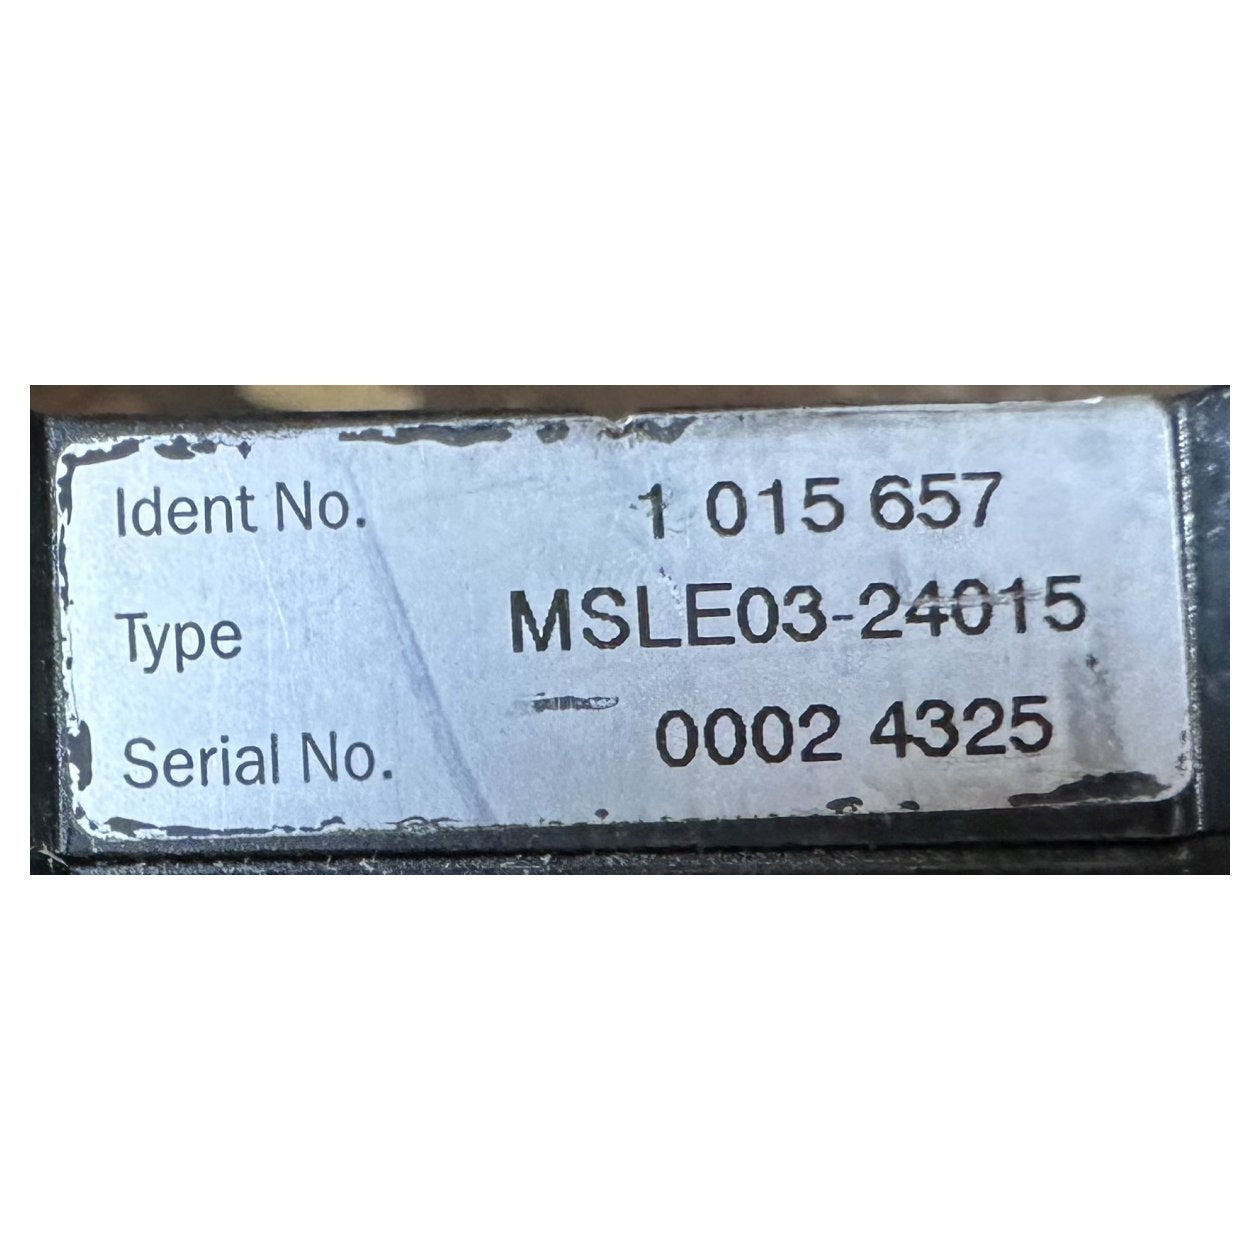 Ident No. 1 015 657
Type MSLE03-24015
Serial No. 0002 4325